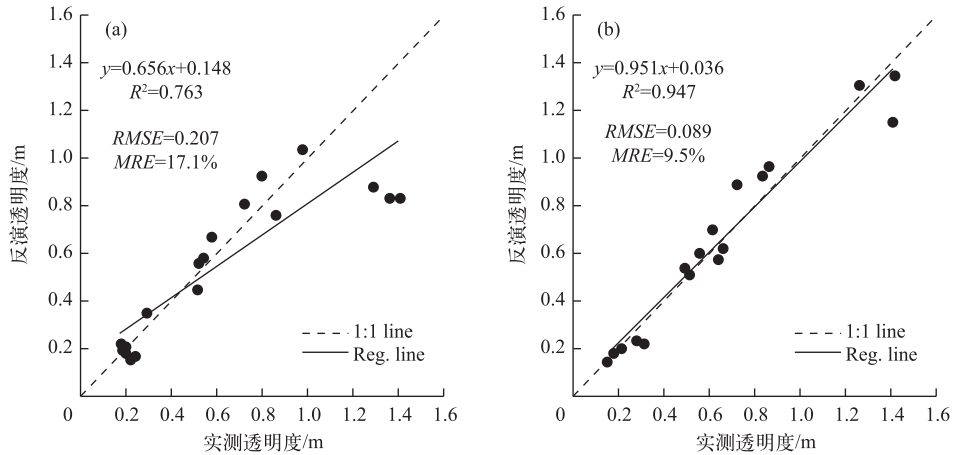 (a)
y=0.656x+0.148
R²=0.763
RMSE=0.207
MRE=17.1%
1.6
1.4
1.2
1.0
0.8
0.6
0.4
0.2
反演透明度/m
1:1 line
Reg. line
0 0.2 0.4 0.6 0.8 1.0 1.2 1.4 1.6
实测透明度/m
(b)
y=0.951x+0.036
R²=0.947
RMSE=0.089
MRE=9.5%
1.6
1.4
1.2
1.0
0.8
0.6
0.4
0.2
反演透明度/m
1:1 line
Reg. line
0 0.2 0.4 0.6 0.8 1.0 1.2 1.4 1.6
实测透明度/m